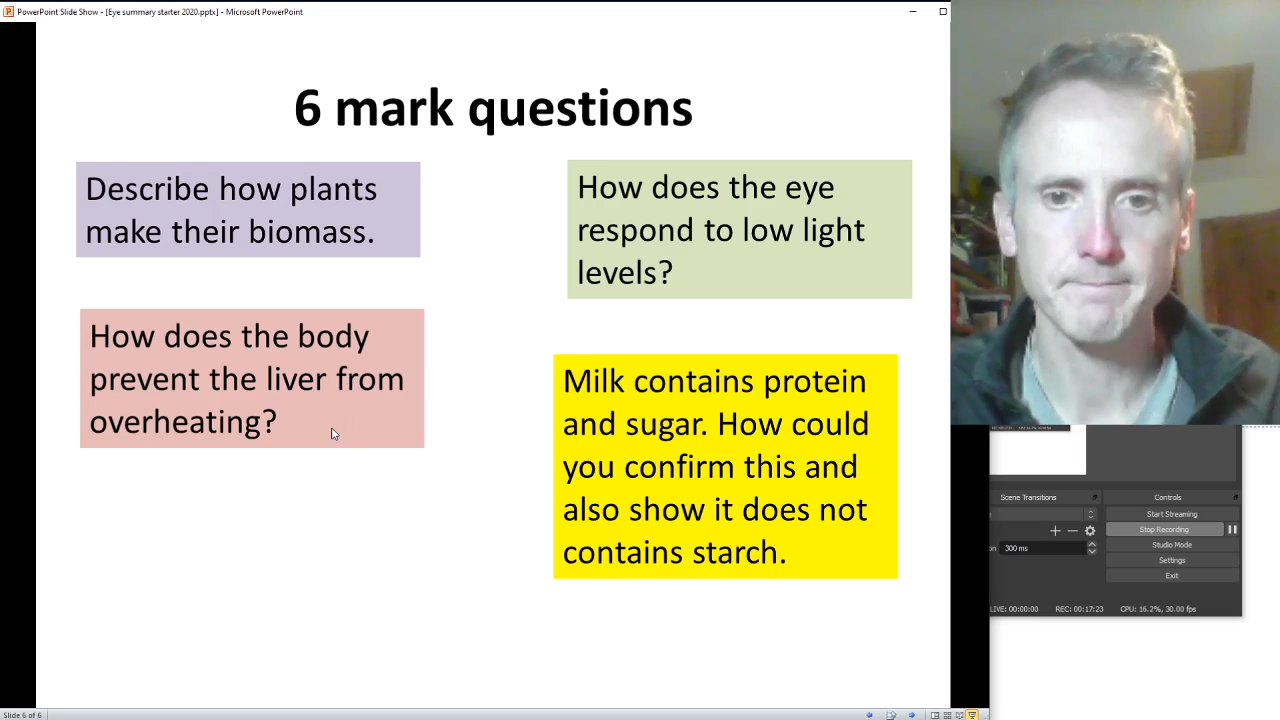 PowerPoint Slide Show - [Eye summary starter 2020.pptx] - Microsoft PowerPoint
6 mark questions
Describe how plants
make their biomass.
How does the eye
respond to low light
levels?
How does the body
prevent the liver from
overheating?
Milk contains protein
and sugar. How could
you confirm this and
also show it does not
contains starch.
Scene Transitions
Controls
Start Streaming
Stop Recording
300 ms
Studio Mode
Settings
Exit
LIVE: 00:00:00 REC: 00:17:23 CPU: 16.2%, 30.00 fps
Slide 6 of 6